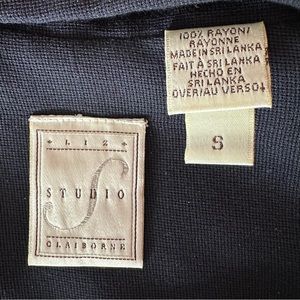 100% RAYON/
RAYONNE
MADE IN SRI LANKA
FAIT À SRI LANKA
HECHO EN
SRI LANKA
OVER/AU VERSO
S
LIZ
STUDIO
CLAIBORNE